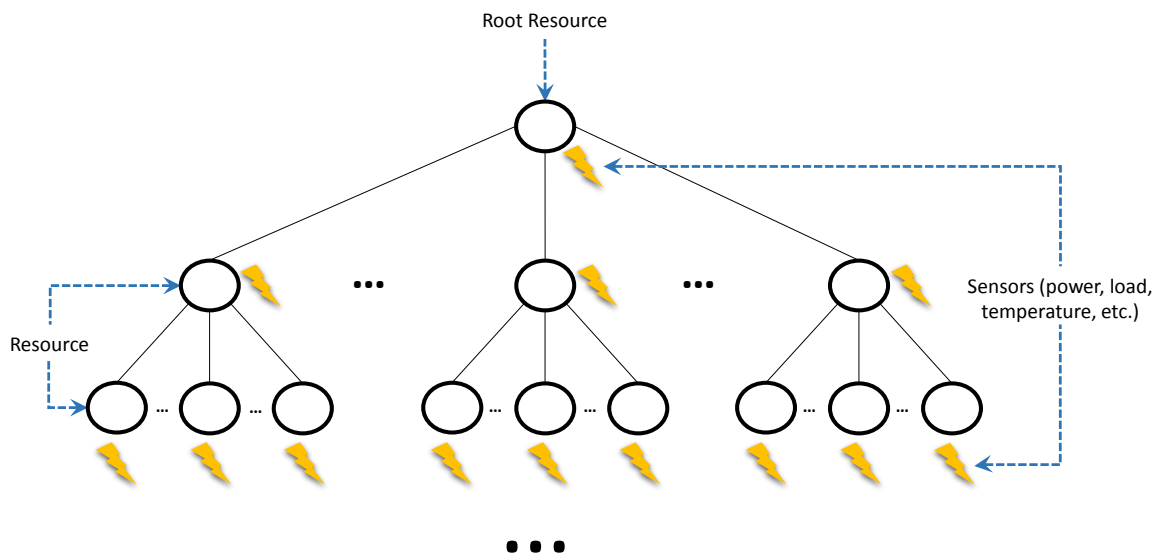 Root Resource
...
...
Sensors (power, load,
temperature, etc.)
Resource
... ... ... ... ... ...
...